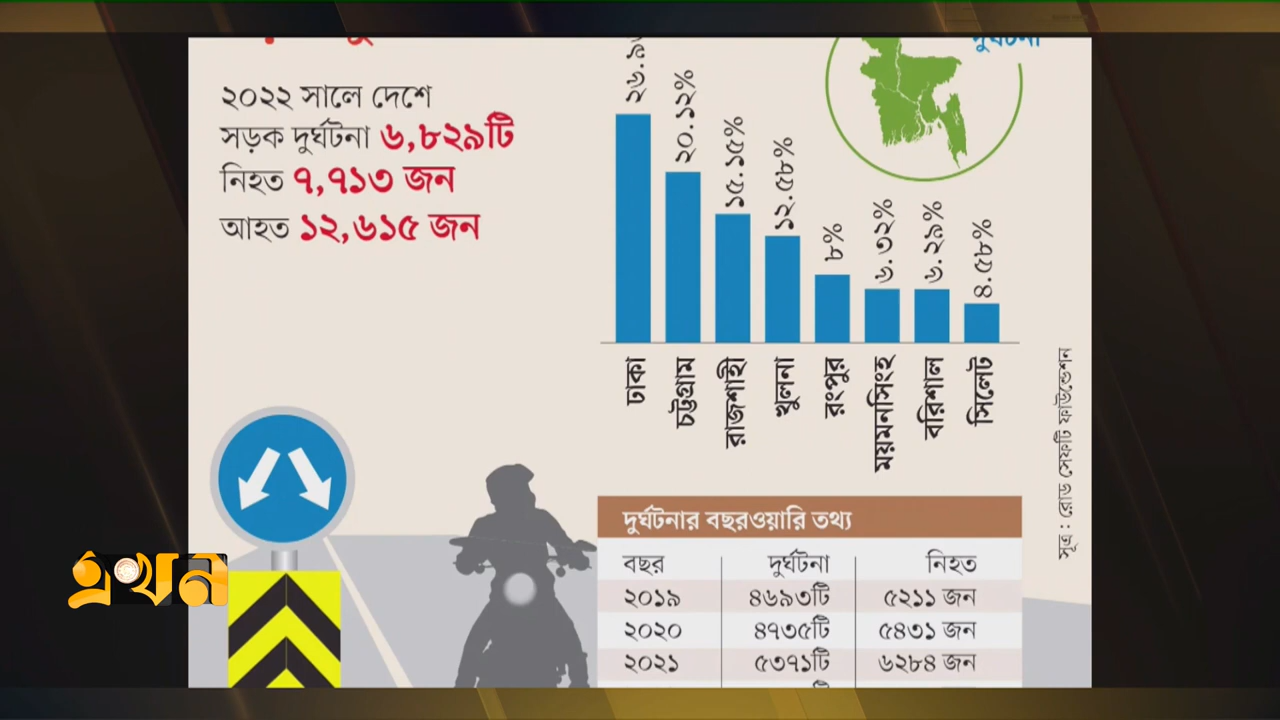 ২০২২ সালে দেশে
সড়ক দুর্ঘটনা ৬,৮২৯টি
নিহত ৭,৭১৩ জন
আহত ১২,৬১৫ জন
দুর্ঘটনা
২০.১২%
১৫.১৫%
১২.৫৮%
৮%
৬.৩২%
৬.২৯%
৪.৫৮%
ঢাকা
চট্টগ্রাম
রাজশাহী
খুলনা
রংপুর
ময়মনসিংহ
বরিশাল
সিলেট
সূত্র : রোড সেফটি ফাউন্ডেশন
দুর্ঘটনার বছরওয়ারি তথ্য
বছর দুর্ঘটনা নিহত
২০১৯ ৪৬৯৩টি ৫২১১ জন
২০২০ ৪৭৩৫টি ৫৪৩১ জন
২০২১ ৫৩৭১টি ৬২৮৪ জন
এখন